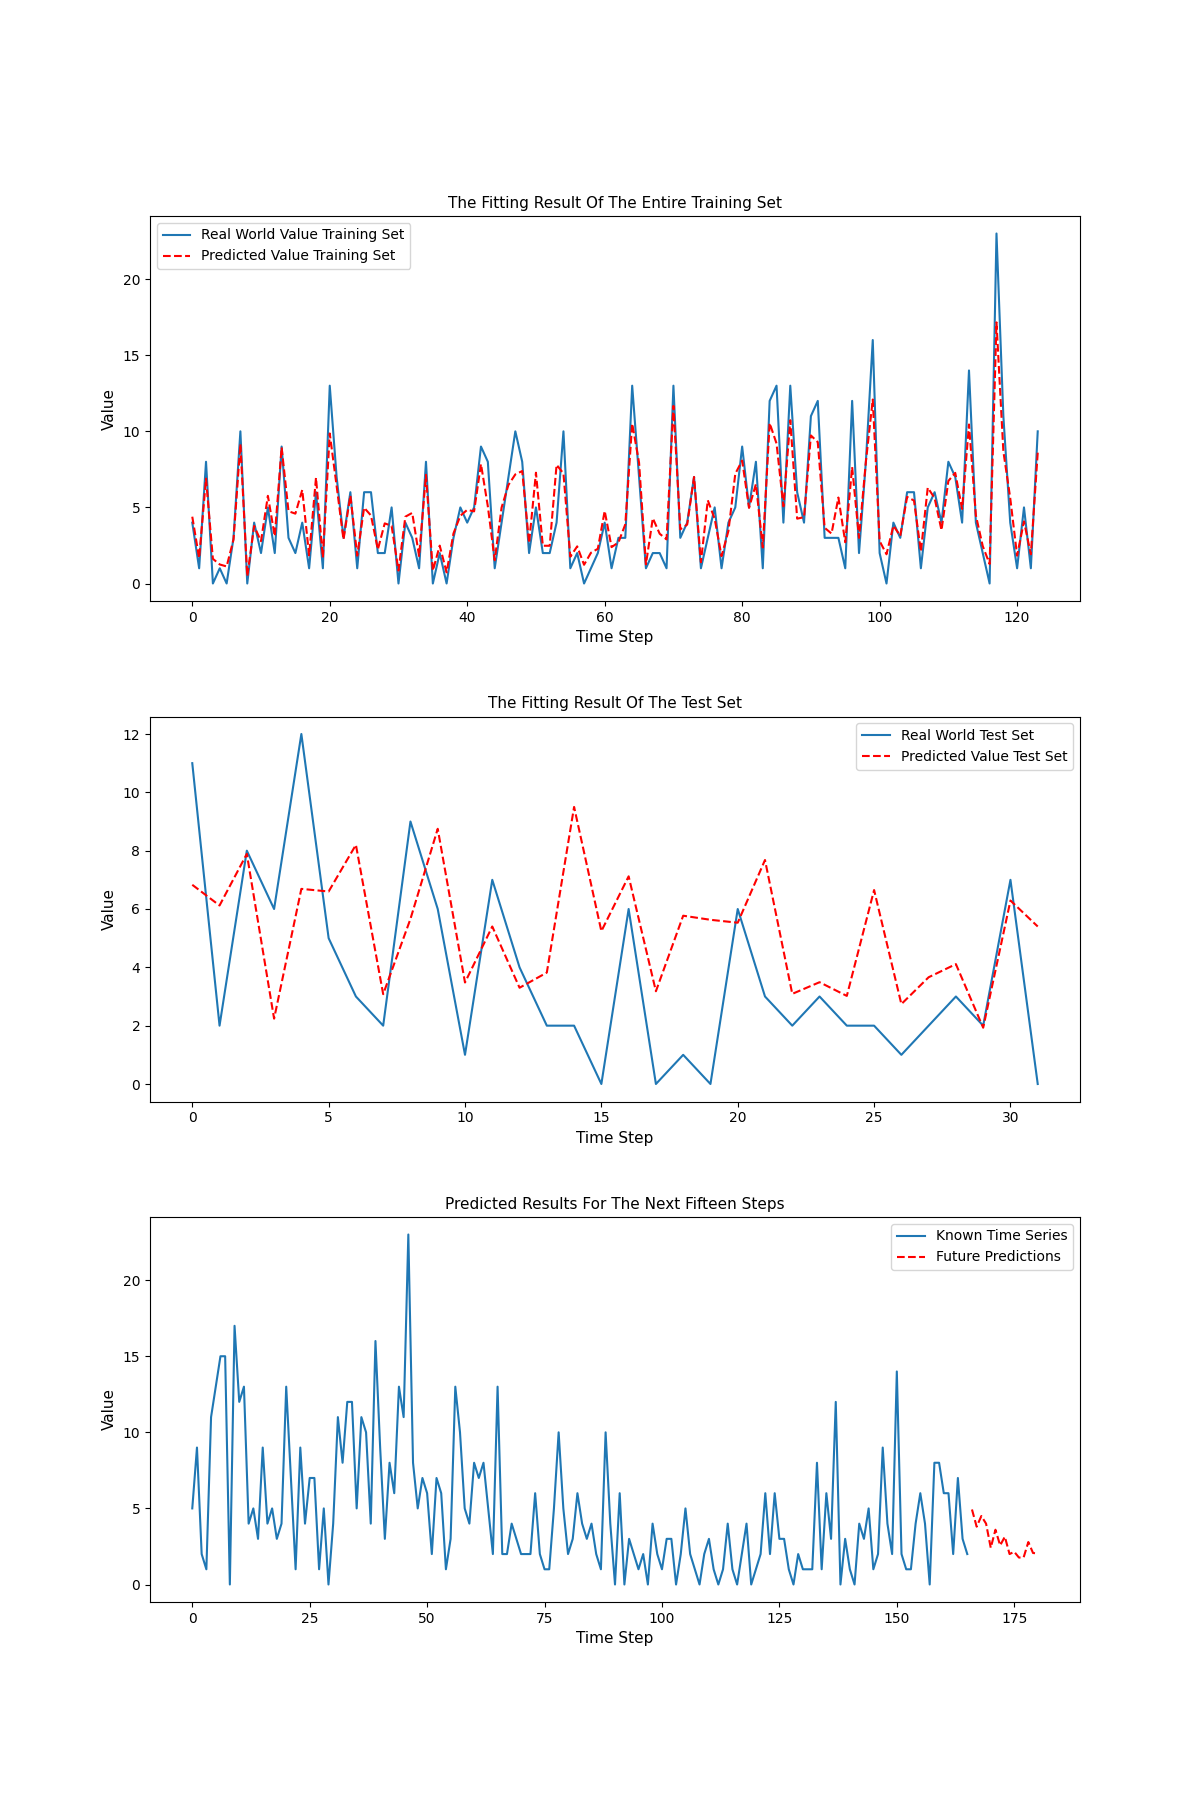 The Fitting Result Of The Entire Training Set
Real World Value Training Set
Predicted Value Training Set
Value
20
15
10
5
0
0 20 40 60 80 100 120
Time Step
The Fitting Result Of The Test Set
Real World Test Set
Predicted Value Test Set
Value
12
10
8
6
4
2
0
0 5 10 15 20 25 30
Time Step
Predicted Results For The Next Fifteen Steps
Known Time Series
Future Predictions
Value
20
15
10
5
0
0 25 50 75 100 125 150 175
Time Step